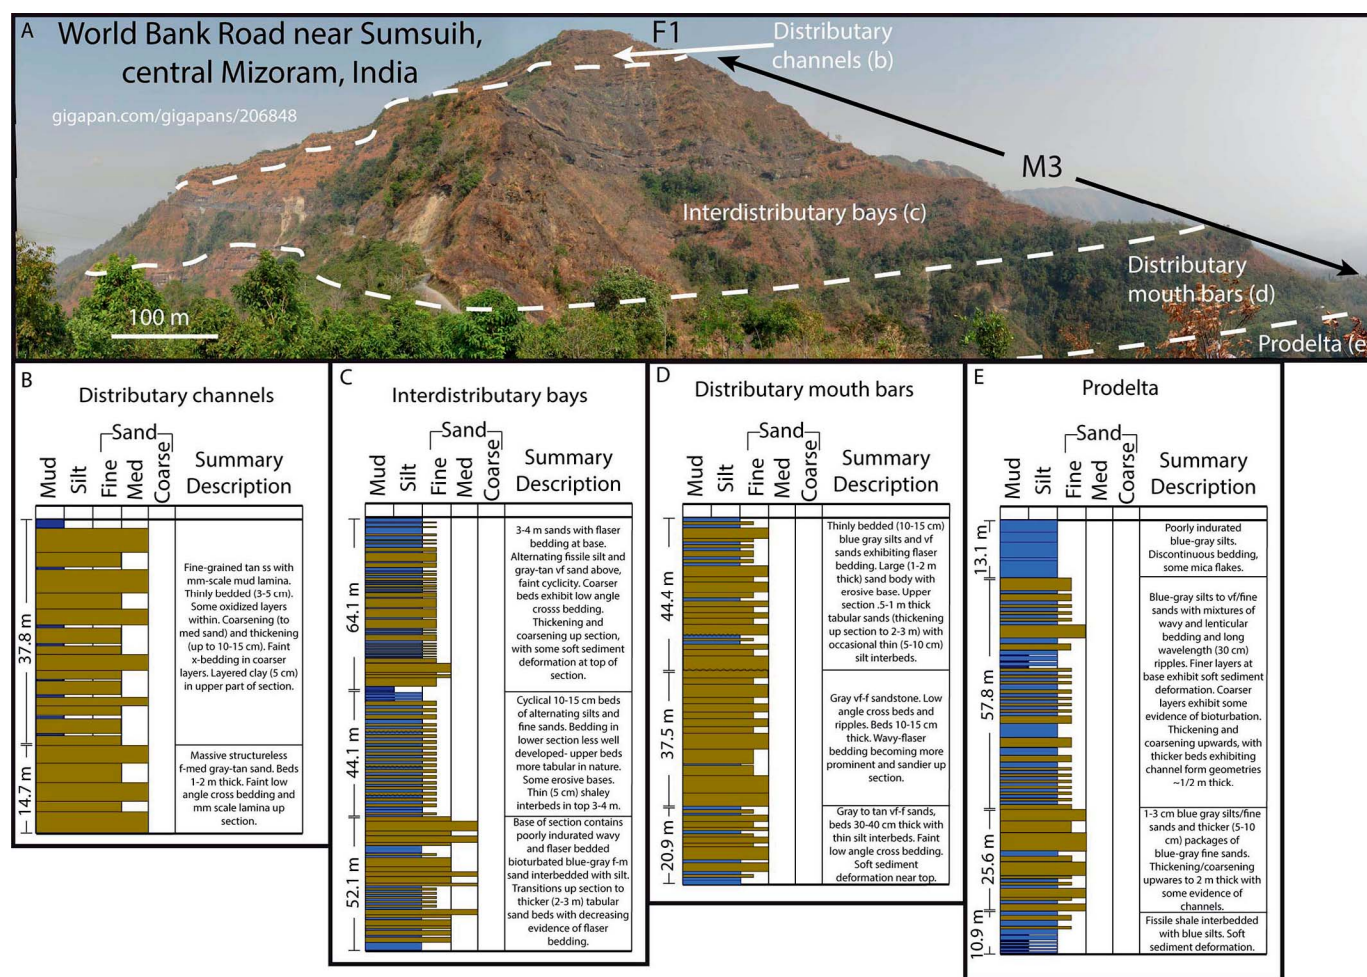 A
World Bank Road near Sumsuih,
central Mizoram, India
gigapan.com/gigapans/206848
F1
Distributary
channels (b)
M3
Interdistributary bays (c)
Distributary
mouth bars (d)
Prodelta (e
100 m
B
Distributary channels
Sand
Mud
Silt
Fine
Med
Coarse
Summary
Description
37.8 m
Fine-grained tan ss with
mm-scale mud lamina.
Thinly bedded (3-5 cm).
Some oxidized layers
within. Coarsening (to
med sand) and thickening
(up to 10-15 cm). Faint
x-bedding in coarser
layers. Layered clay (5 cm)
in upper part of section.
14.7 m
Massive structureless
f-med gray-tan sand. Beds
1-2 m thick. Faint low
angle cross bedding and
mm scale lamina up
section.
C
Interdistributary bays
Sand
Mud
Silt
Fine
Med
Coarse
Summary
Description
64.1 m
3-4 m sands with flaser
bedding at base.
Alternating fissile silt and
gray-tan vf sand above,
faint cyclicity. Coarser
beds exhibit low angle
crosss bedding.
Thickening and
coarsening up section,
with some soft sediment
deformation at top of
section.
44.1 m
Cyclical 10-15 cm beds
of alternating silts and
fine sands. Bedding in
lower section less well
developed- upper beds
more tabular in nature.
Some erosive bases.
Thin (5 cm) shaley
interbeds in top 3-4 m.
52.1 m
Base of section contains
poorly indurated wavy
and flaser bedded
bioturbated blue-gray f-m
sand interbedded with silt.
Transitions up section to
thicker (2-3 m) tabular
sand beds with decreasing
evidence of flaser
bedding.
D
Distributary mouth bars
Sand
Mud
Silt
Fine
Med
Coarse
Summary
Description
44.4 m
Thinly bedded (10-15 cm)
blue gray silts and vf
sands exhibiting flaser
bedding. Large (1-2 m
thick) sand body with
erosive base. Upper
section .5-1 m thick
tabular sands (thickening
up section to 2-3 m) with
occasional thin (5-10 cm)
silt interbeds.
37.5 m
Gray vf-f sandstone. Low
angle cross beds and
ripples. Beds 10-15 cm
thick. Wavy-flaser
bedding becoming more
prominent and sandier up
section.
20.9 m
Gray to tan vf-f sands,
beds 30-40 cm thick with
thin silt interbeds. Faint
low angle cross bedding.
Soft sediment
deformation near top.
E
Prodelta
Sand
Mud
Silt
Fine
Med
Coarse
Summary
Description
13.1 m
Poorly indurated
blue-gray silts.
Discontinuous bedding,
some mica flakes.
57.8 m
Blue-gray silts to vf/fine
sands with mixtures of
wavy and lenticular
bedding and long
wavelength (30 cm)
ripples. Finer layers at
base exhibit soft sediment
deformation. Coarser
layers exhibit some
evidence of bioturbation.
Thickening and
coarsening upwards, with
thicker beds exhibiting
channel form geometries
~1/2 m thick.
25.6 m
1-3 cm blue gray silts/fine
sands and thicker (5-10
cm) packages of
blue-gray fine sands.
Thickening/coarsening
upwares to 2 m thick with
some evidence of
channels.
10.9 m
Fissile shale interbedded
with blue silts. Soft
sediment deformation.